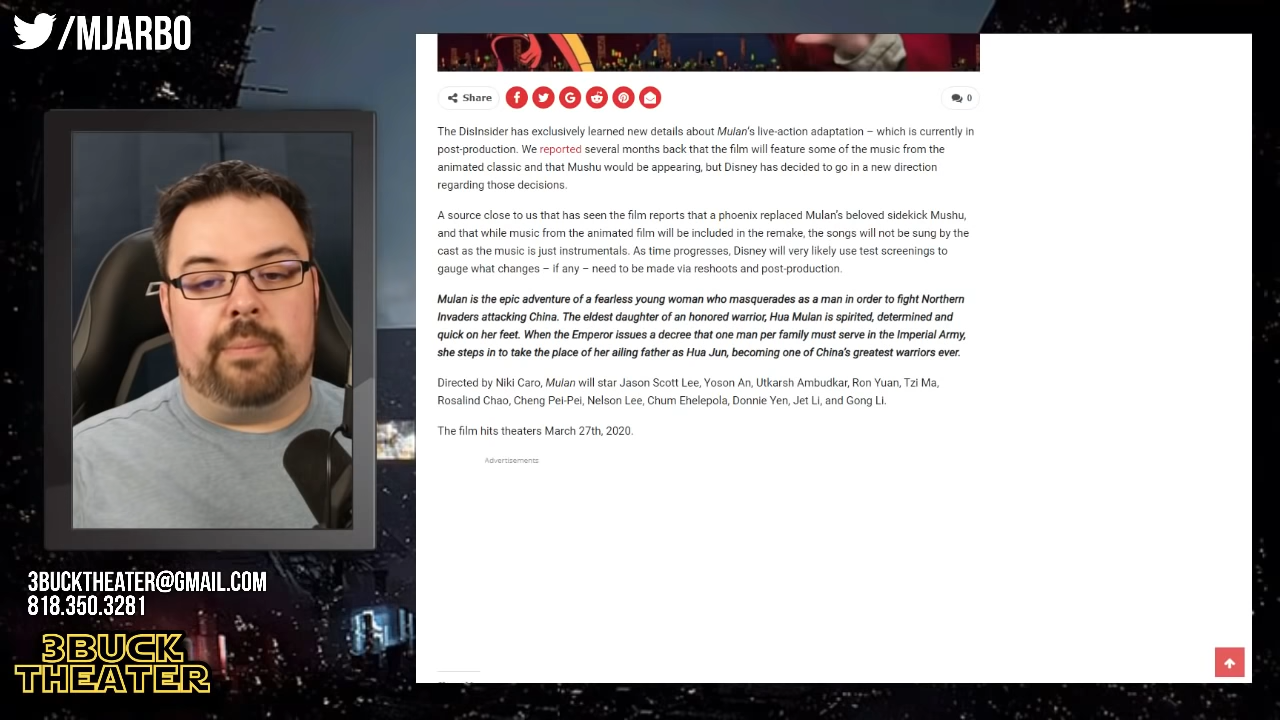 /MJARBO
Share
0
The DisInsider has exclusively learned new details about Mulan's live-action adaptation – which is currently in
post-production. We reported several months back that the film will feature some of the music from the
animated classic and that Mushu would be appearing, but Disney has decided to go in a new direction
regarding those decisions.
A source close to us that has seen the film reports that a phoenix replaced Mulan's beloved sidekick Mushu,
and that while music from the animated film will be included in the remake, the songs will not be sung by the
cast as the music is just instrumentals. As time progresses, Disney will very likely use test screenings to
gauge what changes – if any – need to be made via reshoots and post-production.
Mulan is the epic adventure of a fearless young woman who masquerades as a man in order to fight Northern
Invaders attacking China. The eldest daughter of an honored warrior, Hua Mulan is spirited, determined and
quick on her feet. When the Emperor issues a decree that one man per family must serve in the Imperial Army,
she steps in to take the place of her ailing father as Hua Jun, becoming one of China's greatest warriors ever.
Directed by Niki Caro, Mulan will star Jason Scott Lee, Yoson An, Utkarsh Ambudkar, Ron Yuan, Tzi Ma,
Rosalind Chao, Cheng Pei-Pei, Nelson Lee, Chum Ehelepola, Donnie Yen, Jet Li, and Gong Li.
The film hits theaters March 27th, 2020.
Advertisements
3BUCKTHEATER@GMAIL.COM
818.350.3281
3BUCK
THEATER